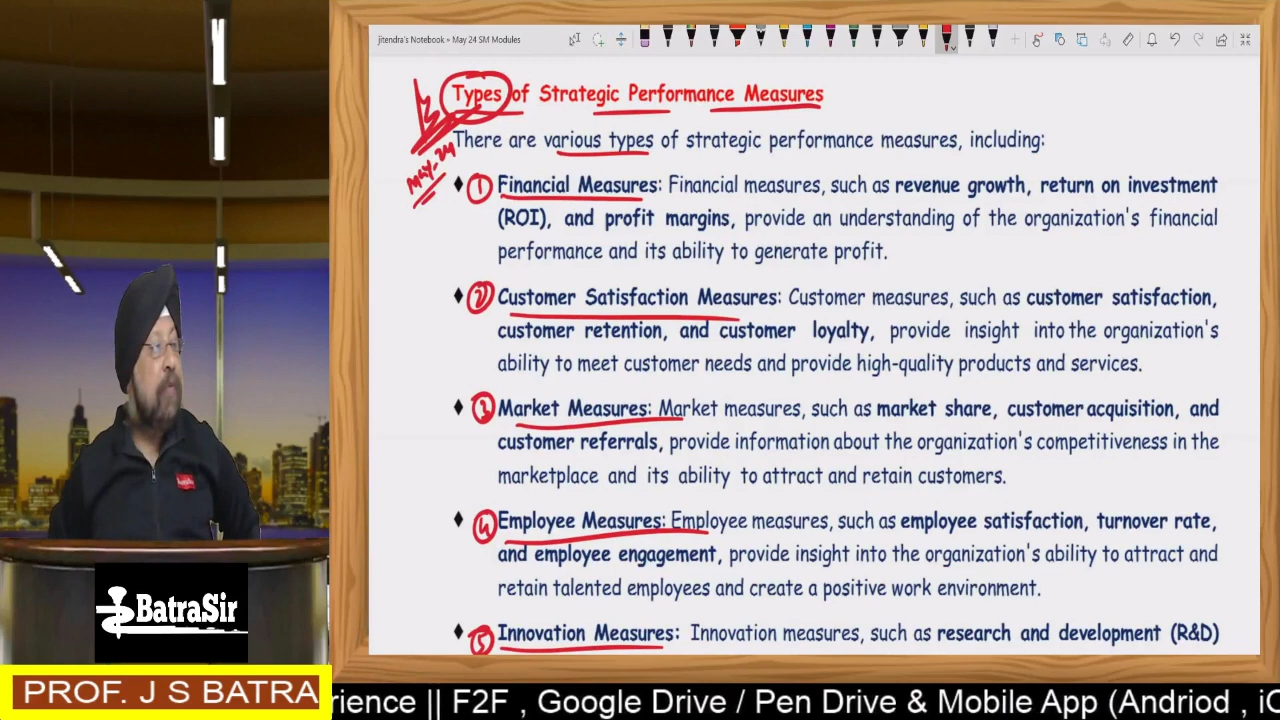 Jitendra's Notebook » May 24 SM Modules
Types of Strategic Performance Measures
May-24
There are various types of strategic performance measures, including:
♦ 1 Financial Measures: Financial measures, such as revenue growth, return on investment
(ROI), and profit margins, provide an understanding of the organization's financial
performance and its ability to generate profit.
♦ 2 Customer Satisfaction Measures: Customer measures, such as customer satisfaction,
customer retention, and customer loyalty, provide insight into the organization's
ability to meet customer needs and provide high-quality products and services.
♦ 3 Market Measures: Market measures, such as market share, customer acquisition, and
customer referrals, provide information about the organization's competitiveness in the
marketplace and its ability to attract and retain customers.
♦ 4 Employee Measures: Employee measures, such as employee satisfaction, turnover rate,
and employee engagement, provide insight into the organization's ability to attract and
retain talented employees and create a positive work environment.
♦ 5 Innovation Measures: Innovation measures, such as research and development (R&D)
BatraSir
PROF. J S BATRA
rience || F2F , Google Drive / Pen Drive & Mobile App (Andriod , iO